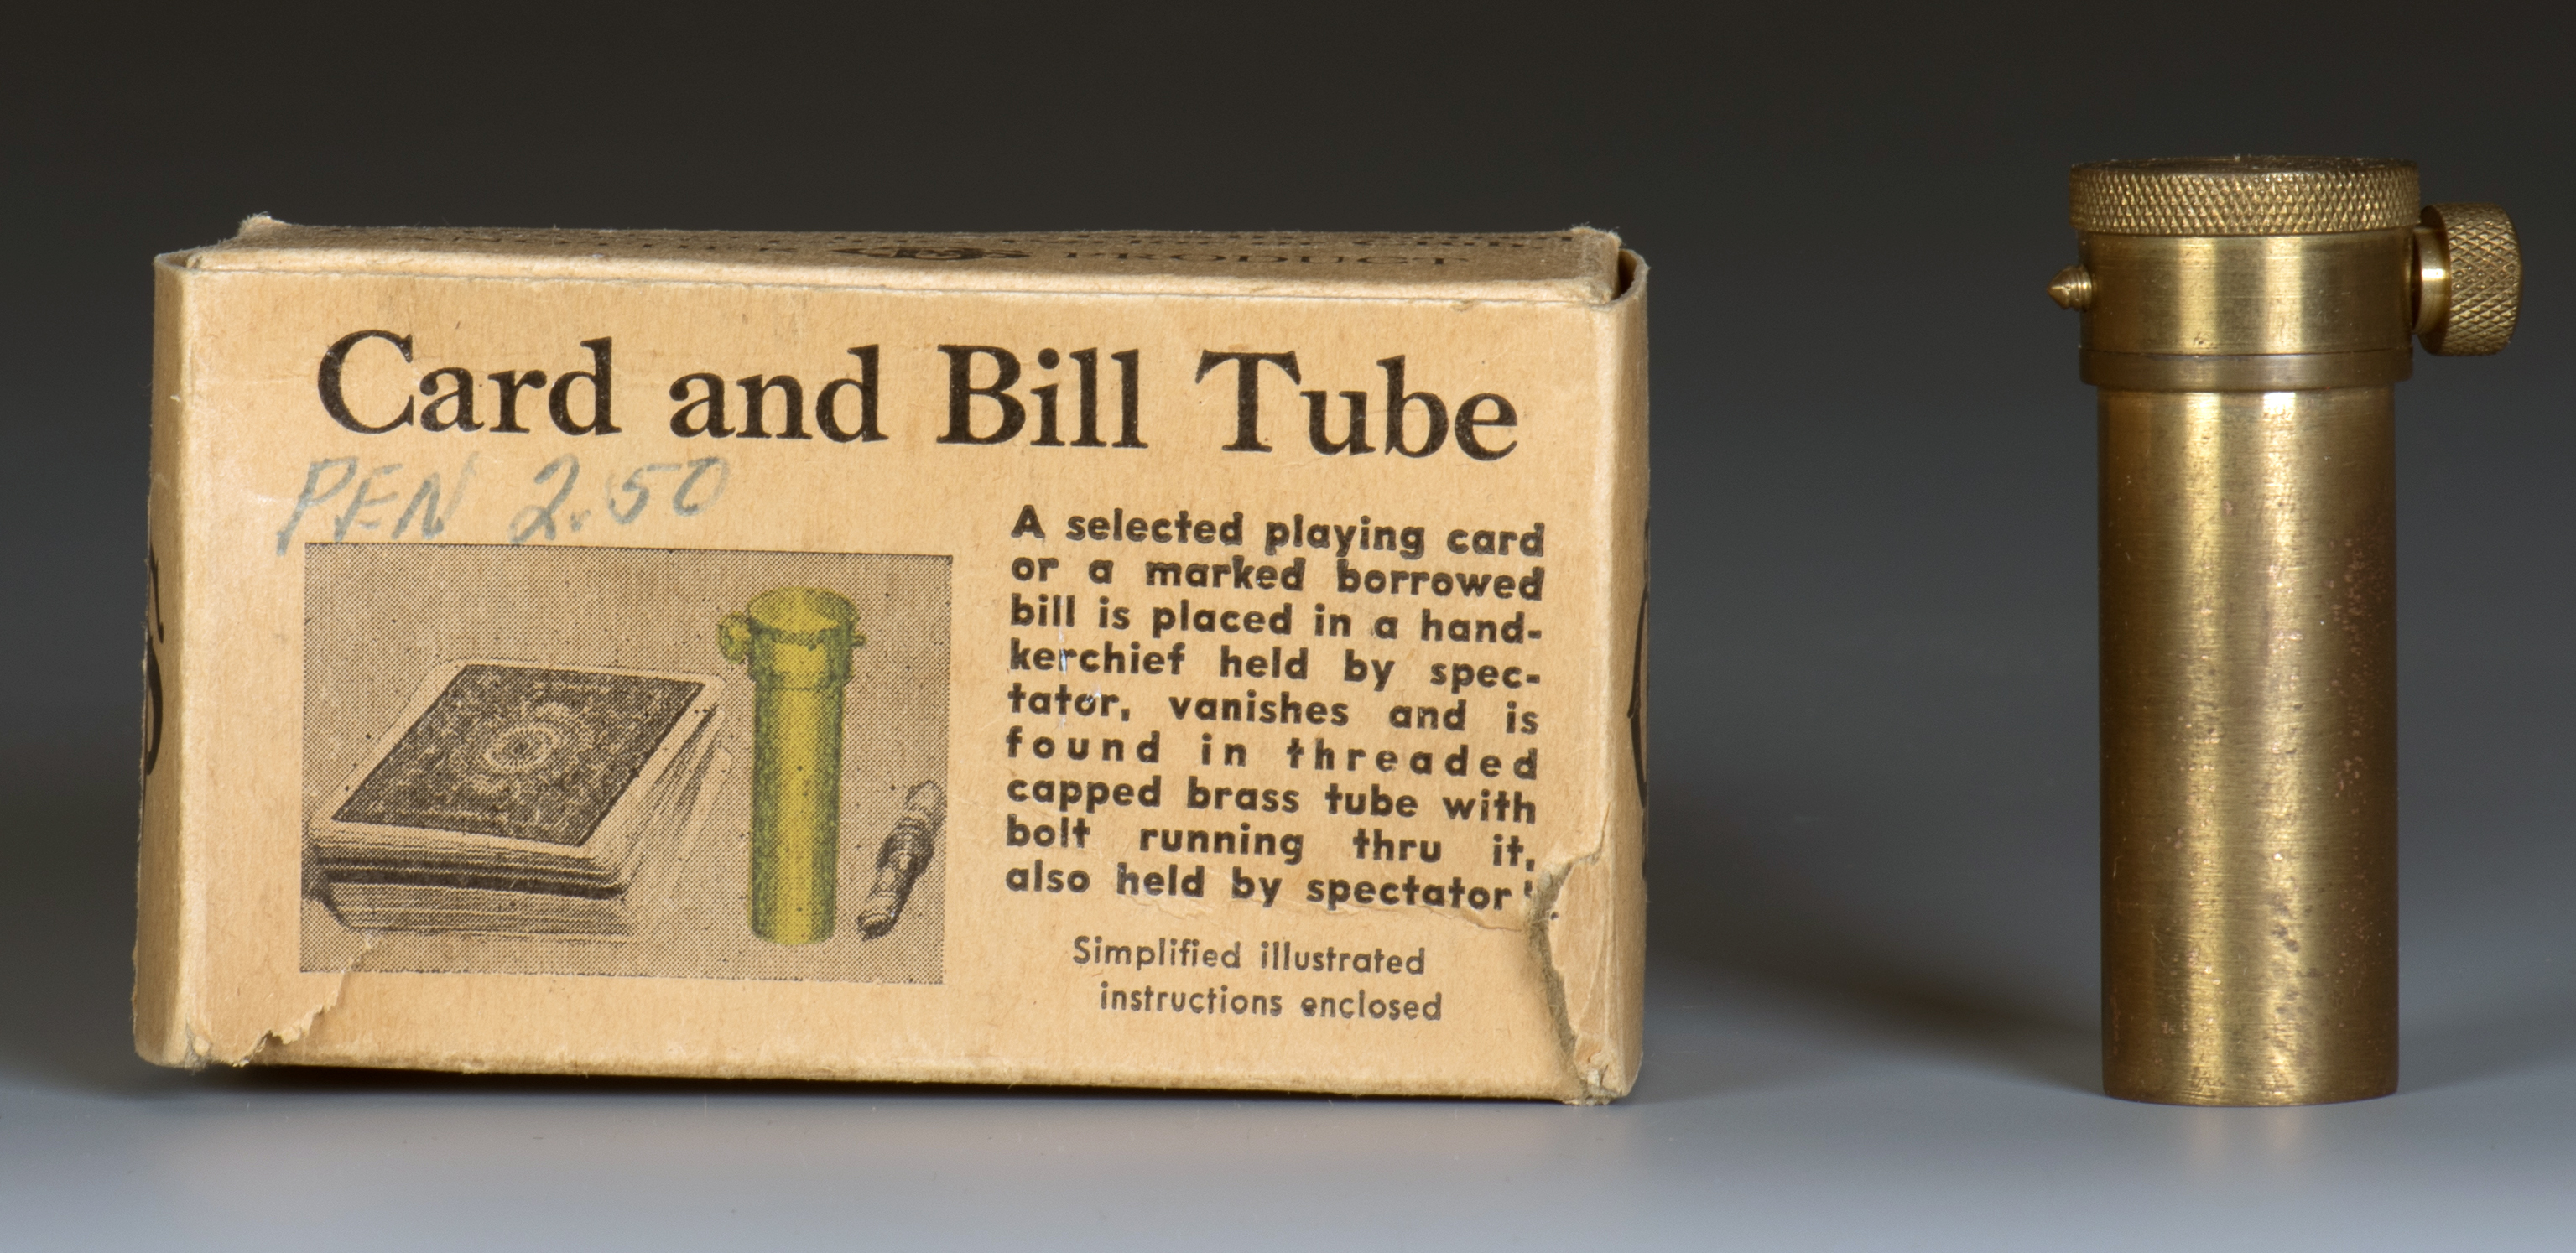 PRODUCT
Card and Bill Tube
PEN 2.50
A selected playing card
or a marked borrowed
bill is placed in a hand-
kerchief held by spec-
tator, vanishes and is
found in threaded
capped brass tube with
bolt running thru it,
also held by spectator
Simplified illustrated
instructions enclosed